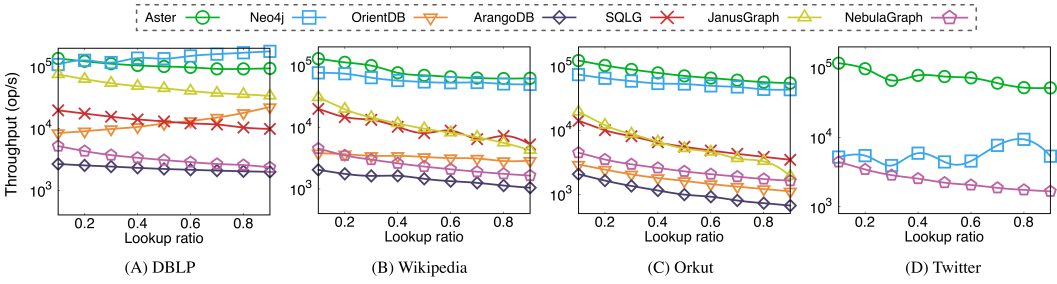 Aster Neo4j OrientDB ArangoDB SQLG JanusGraph NebulaGraph
Throughput (op/s)
10^5
10^4
10^3
0.2 0.4 0.6 0.8
Lookup ratio
(A) DBLP
10^5
10^4
10^3
0.2 0.4 0.6 0.8
Lookup ratio
(B) Wikipedia
10^5
10^4
10^3
0.2 0.4 0.6 0.8
Lookup ratio
(C) Orkut
10^5
10^4
10^3
0.2 0.4 0.6 0.8
Lookup ratio
(D) Twitter